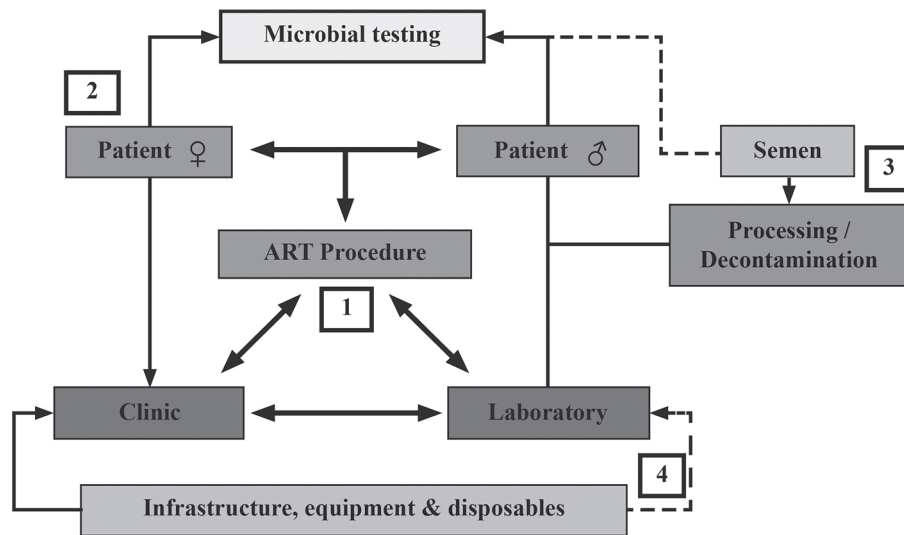 Microbial testing
2
Patient ♀
Patient ♂
Semen
3
Processing /
Decontamination
ART Procedure
1
Clinic
Laboratory
4
Infrastructure, equipment & disposables